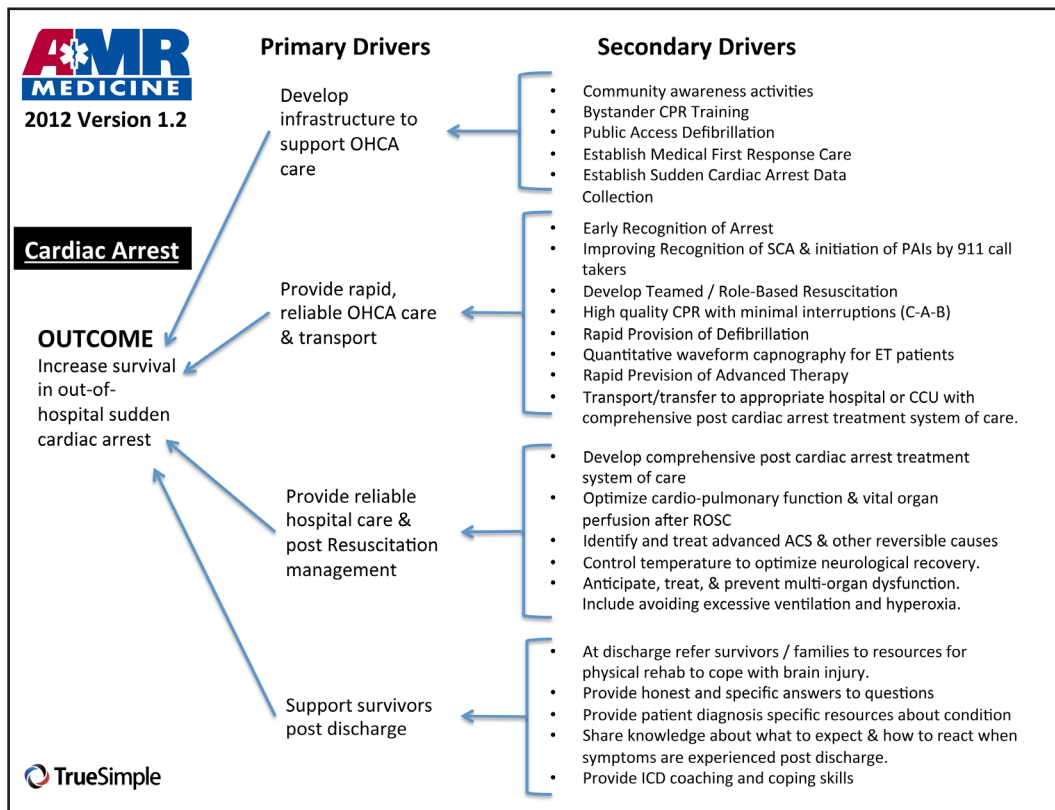 AMR
MEDICINE
2012 Version 1.2
Cardiac Arrest
OUTCOME
Increase survival
in out-of-
hospital sudden
cardiac arrest
Primary Drivers
Secondary Drivers
Develop
infrastructure to
support OHCA
care
• Community awareness activities
• Bystander CPR Training
• Public Access Defibrillation
• Establish Medical First Response Care
• Establish Sudden Cardiac Arrest Data
Collection
Provide rapid,
reliable OHCA care
& transport
• Early Recognition of Arrest
• Improving Recognition of SCA & initiation of PAIs by 911 call
takers
• Develop Teamed / Role-Based Resuscitation
• High quality CPR with minimal interruptions (C-A-B)
• Rapid Provision of Defibrillation
• Quantitative waveform capnography for ET patients
• Rapid Prevision of Advanced Therapy
• Transport/transfer to appropriate hospital or CCU with
comprehensive post cardiac arrest treatment system of care.
Provide reliable
hospital care &
post Resuscitation
management
• Develop comprehensive post cardiac arrest treatment
system of care
• Optimize cardio-pulmonary function & vital organ
perfusion after ROSC
• Identify and treat advanced ACS & other reversible causes
• Control temperature to optimize neurological recovery.
• Anticipate, treat, & prevent multi-organ dysfunction.
Include avoiding excessive ventilation and hyperoxia.
Support survivors
post discharge
• At discharge refer survivors / families to resources for
physical rehab to cope with brain injury.
• Provide honest and specific answers to questions
• Provide patient diagnosis specific resources about condition
• Share knowledge about what to expect & how to react when
symptoms are experienced post discharge.
• Provide ICD coaching and coping skills
TrueSimple